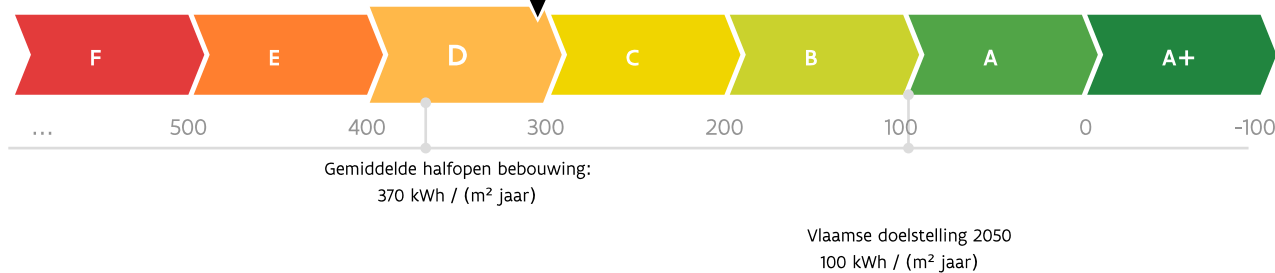 F E D C B A A+
... 500 400 300 200 100 0 -100
Gemiddelde halfopen bebouwing:
370 kWh / (m² jaar)
Vlaamse doelstelling 2050
100 kWh / (m² jaar)